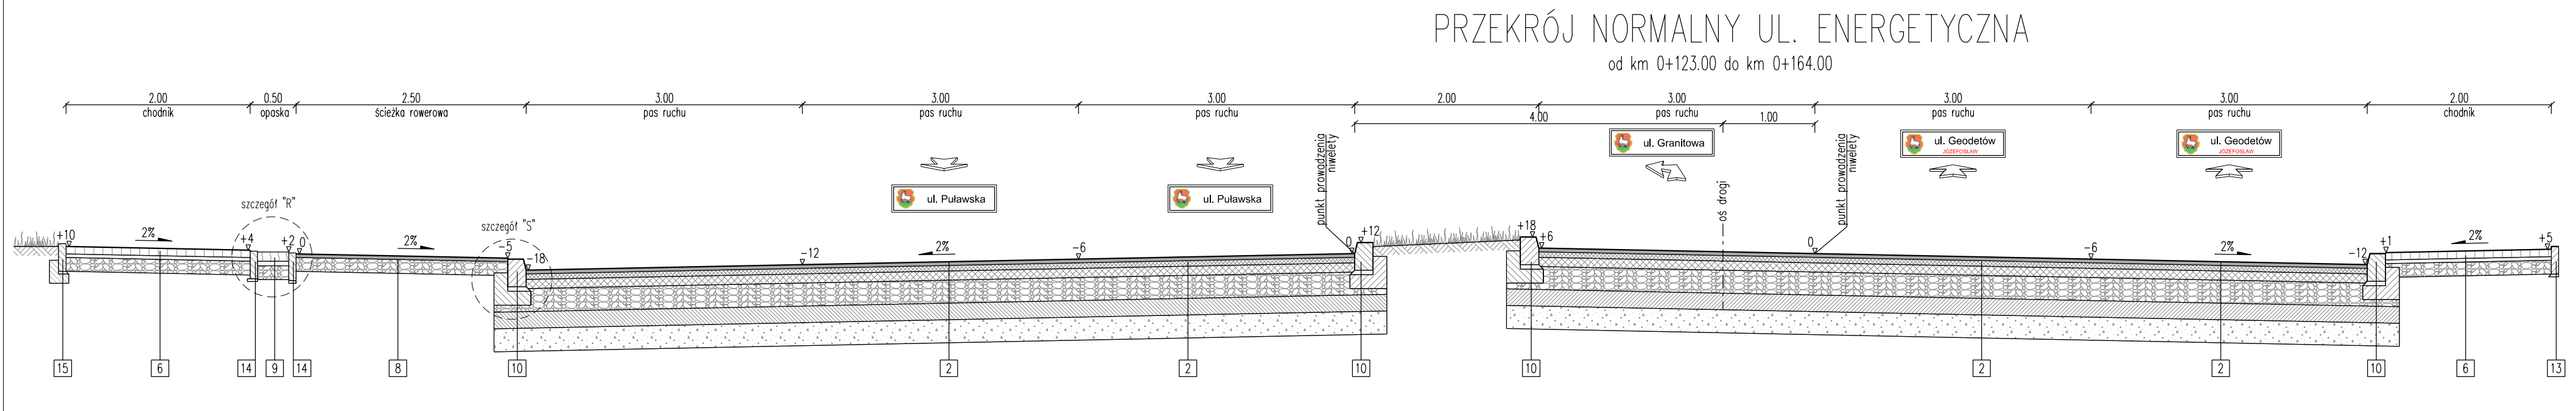 PRZEKRÓJ NORMALNY UL. ENERGETYCZNA
od km 0+123.00 do km 0+164.00
2.00 0.50 2.50 3.00 3.00 3.00 2.00 3.00 3.00 3.00 2.00
chodnik opaska ścieżka rowerowa pas ruchu pas ruchu pas ruchu pas ruchu pas ruchu pas ruchu chodnik
4.00 1.00
punkt prowadzenia
niwelety
ul. Granitowa
ul. Geodetów
JÓZEFOSŁAW
ul. Geodetów
JÓZEFOSŁAW
punkt prowadzenia
niwelety
ul. Puławska
ul. Puławska
oś drogi
szczegół "R"
szczegół "S"
+10 2% +4 +2 0 2% -5 -18 -12 2% -6 0 +12 +18 +6 0 -6 2% -12 +1 2% +5
15 6 14 9 14 8 10 2 2 10 10 2 2 10 6 13